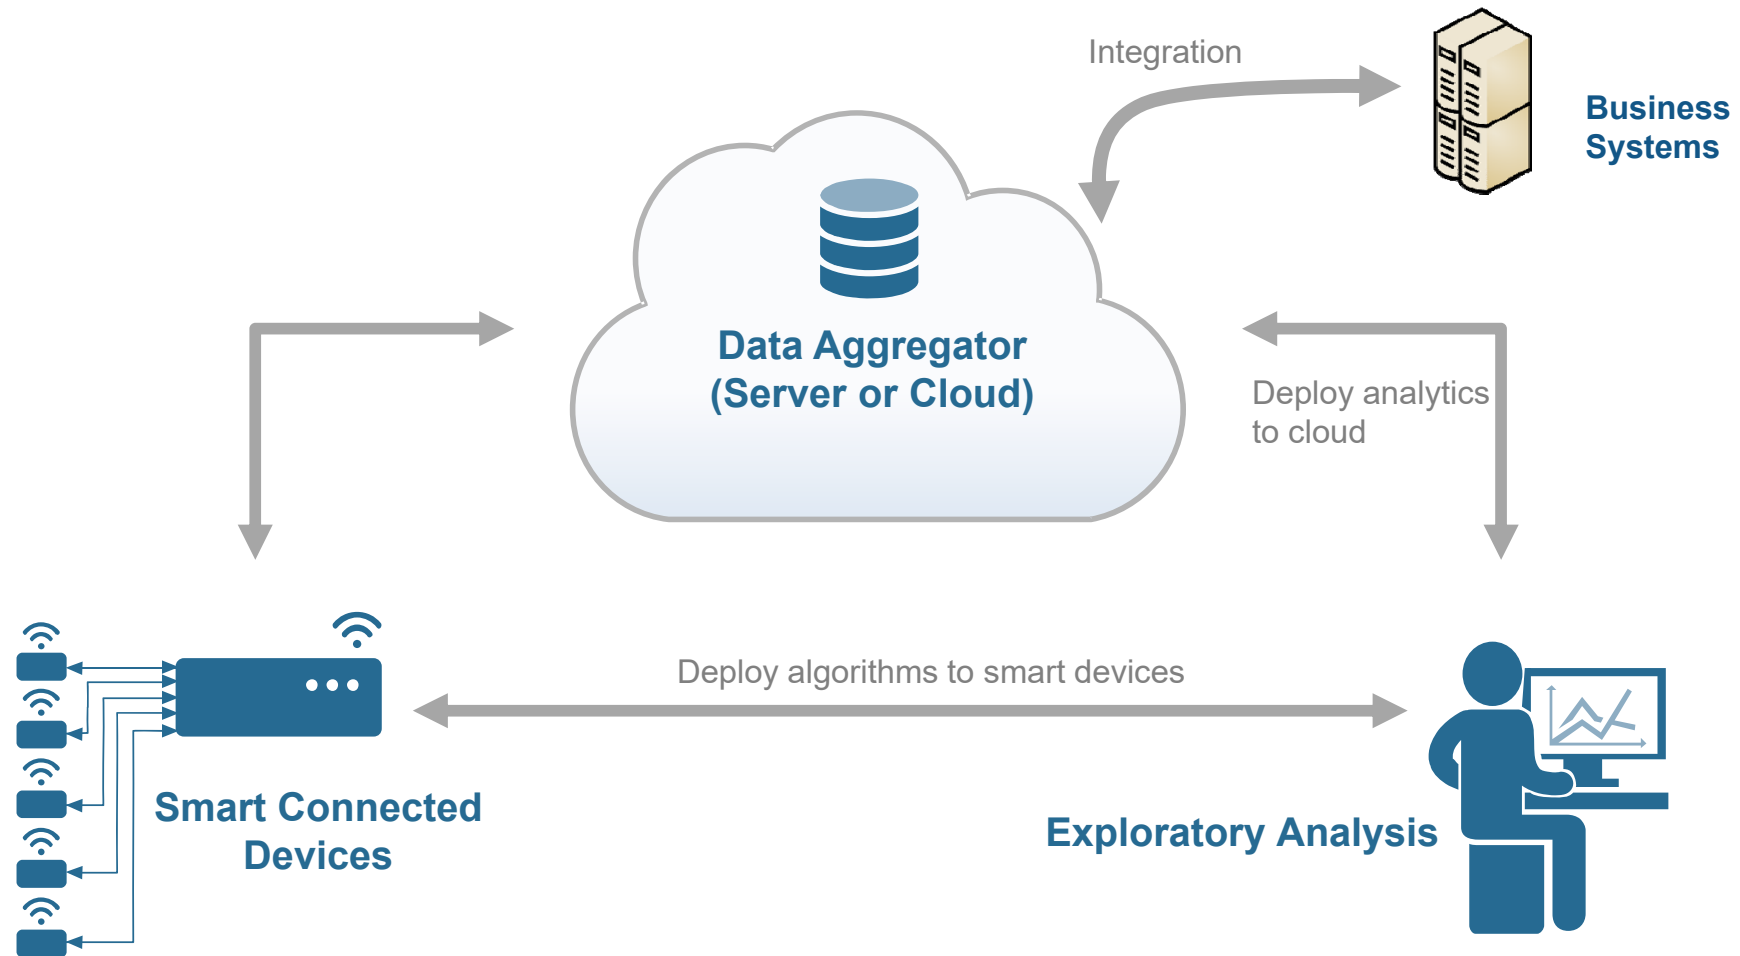 Integration
Business
Systems
Data Aggregator
(Server or Cloud)
Deploy analytics
to cloud
Deploy algorithms to smart devices
Smart Connected
Devices
Exploratory Analysis